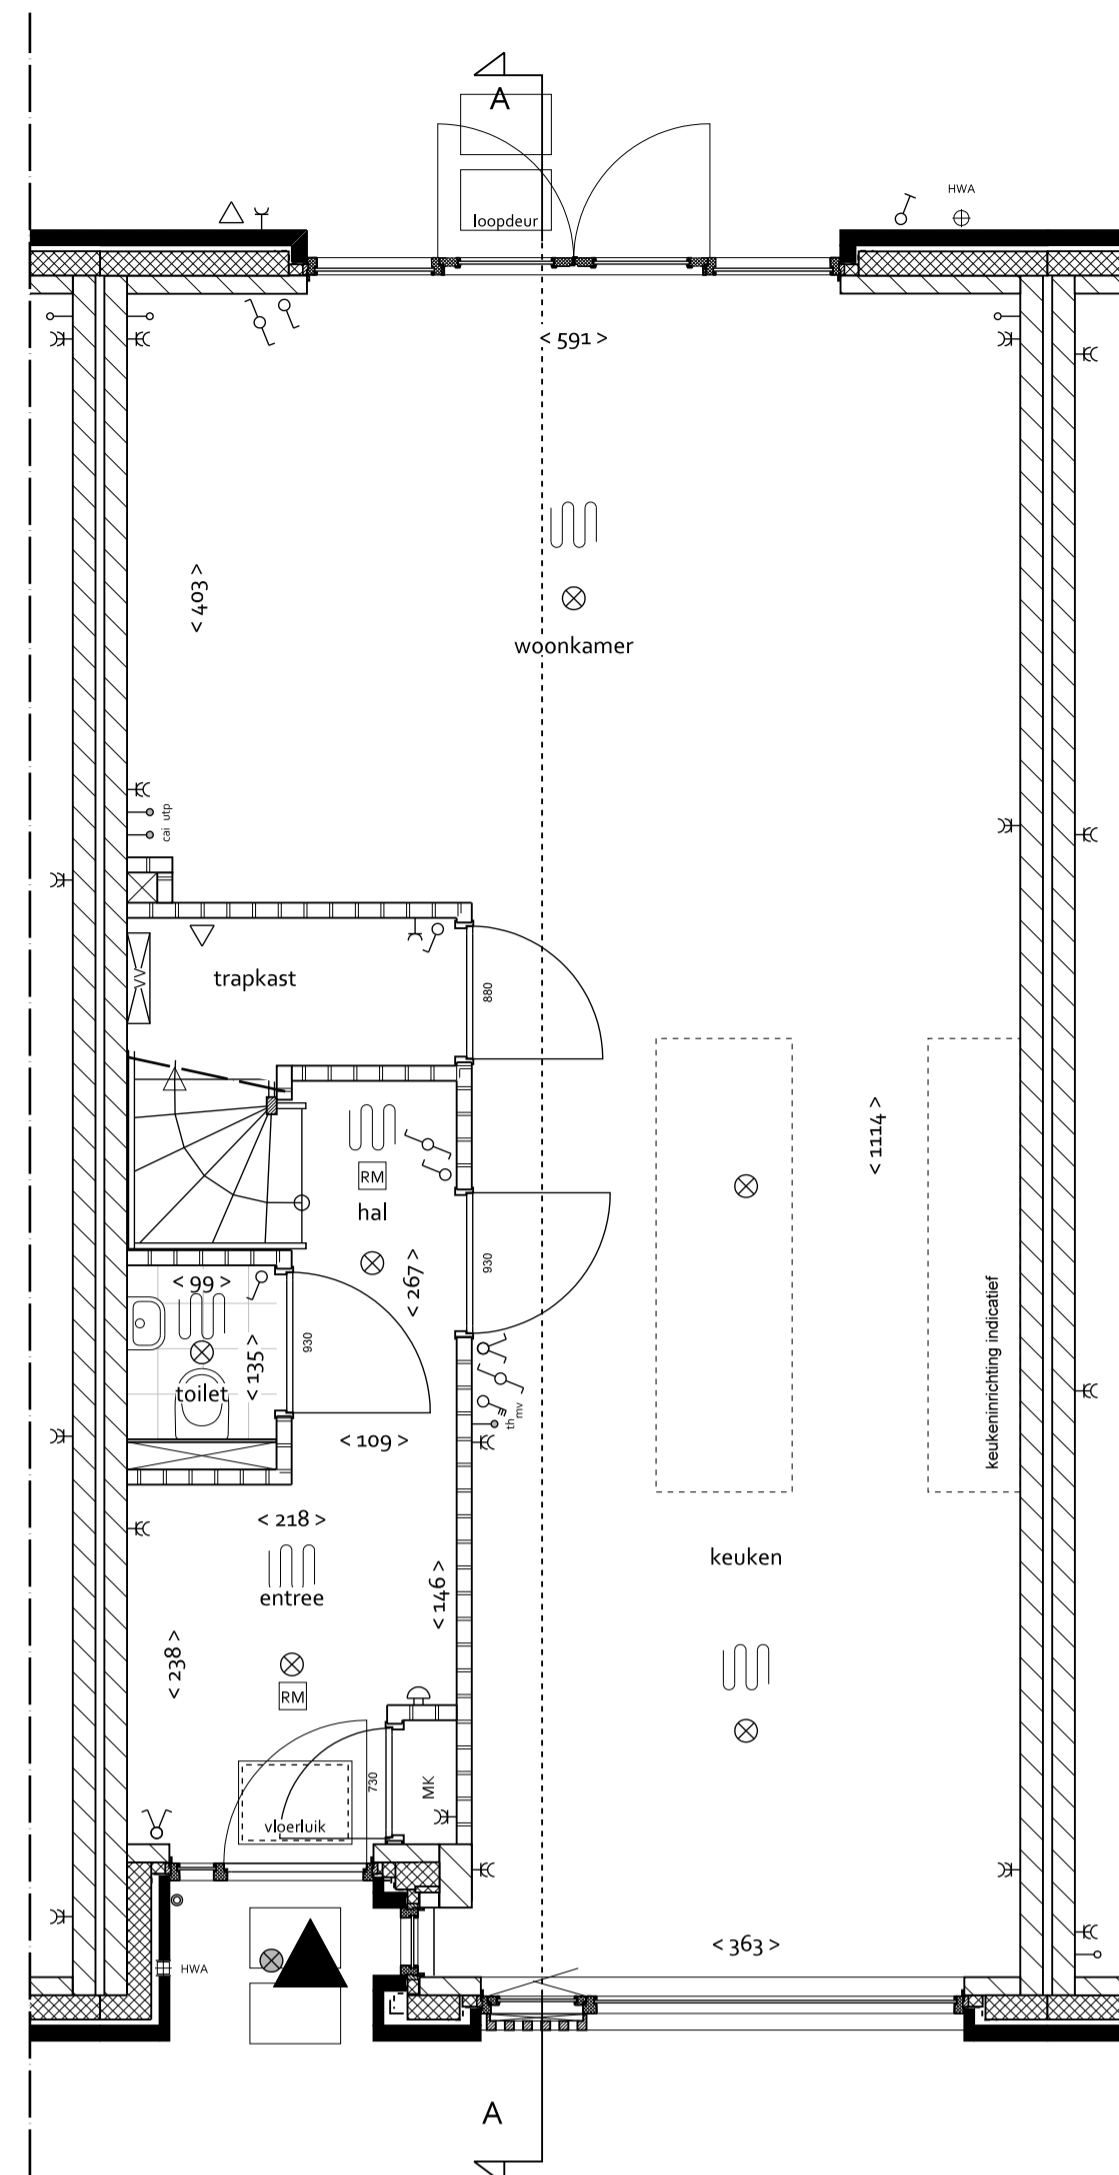 A
loopdeur
HWA
< 591 >
< 403 >
woonkamer
utp
cai
VV
trapkast
880
< 1114 >
RM
hal
< 99 >
< 267 >
930
keukeninrichting indicatief
930
< 135 >
toilet
mv
th
< 109 >
< 218 >
keuken
entree
< 146 >
< 238 >
RM
730
MK
vloerluik
< 363 >
HWA
A